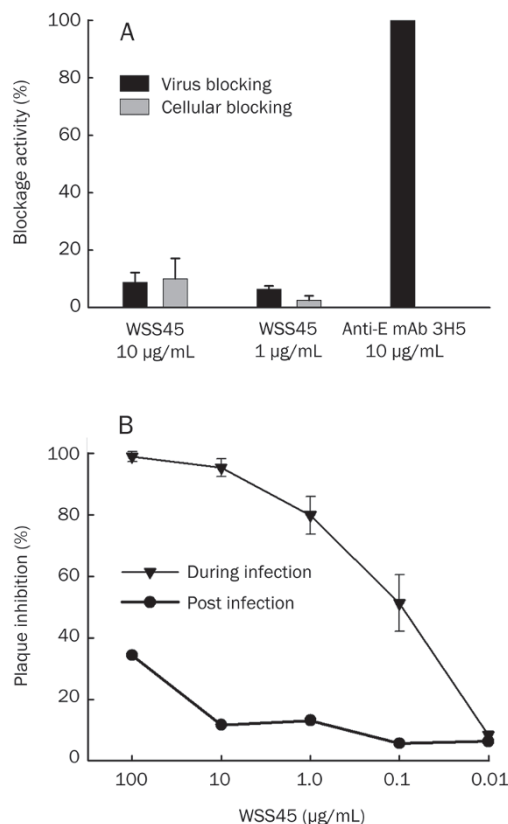 A
Blockage activity (%)
100
80
60
40
20
0
Virus blocking
Cellular blocking
WSS45
10 µg/mL
WSS45
1 µg/mL
Anti-E mAb 3H5
10 µg/mL
B
Plaque inhibition (%)
100
80
60
40
20
0
During infection
Post infection
100 10 1.0 0.1 0.01
WSS45 (µg/mL)